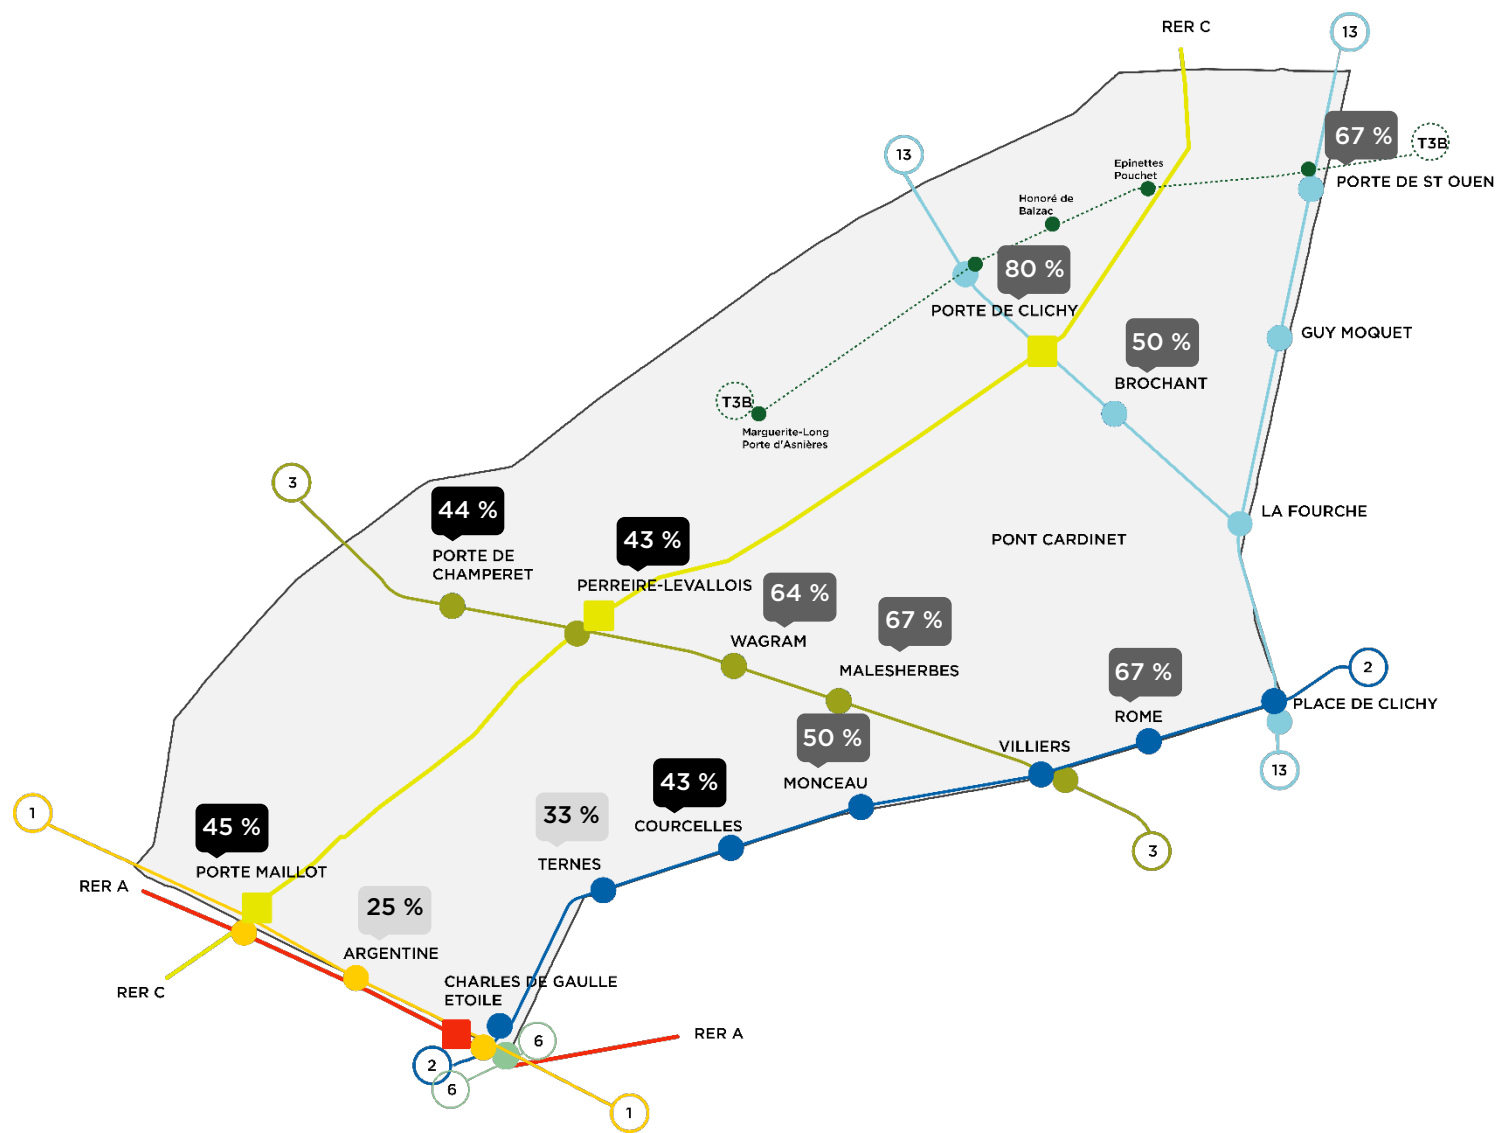 RER C
13
67 %
T3B
PORTE DE ST OUEN
13
Epinettes
Pouchet
Honoré de
Balzac
80 %
PORTE DE CLICHY
GUY MOQUET
50 %
BROCHANT
T3B
Marguerite-Long
Porte d'Asnières
3
44 %
PORTE DE
CHAMPERET
43 %
PERREIRE-LEVALLOIS
LA FOURCHE
PONT CARDINET
64 %
WAGRAM
67 %
MALESHERBES
67 %
ROME
2
PLACE DE CLICHY
50 %
MONCEAU
VILLIERS
13
43 %
COURCELLES
33 %
TERNES
3
1
45 %
PORTE MAILLOT
RER A
25 %
ARGENTINE
RER C
CHARLES DE GAULLE
ETOILE
6
RER A
2
6
1